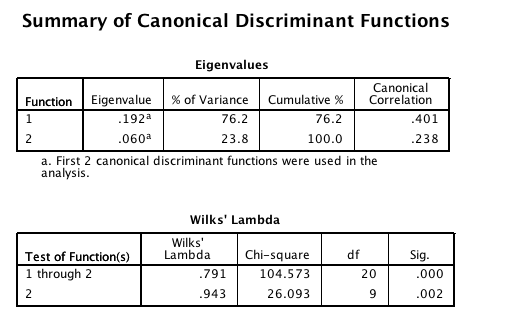 Summary of Canonical Discriminant Functions
Eigenvalues
Canonical
Function Eigenvalue % of Variance Cumulative % Correlation
1 .192a 76.2 76.2 .401
2 .060a 23.8 100.0 .238
a. First 2 canonical discriminant functions were used in the
analysis.
Wilks' Lambda
Wilks'
Test of Function(s) Lambda Chi-square df Sig.
1 through 2 .791 104.573 20 .000
2 .943 26.093 9 .002